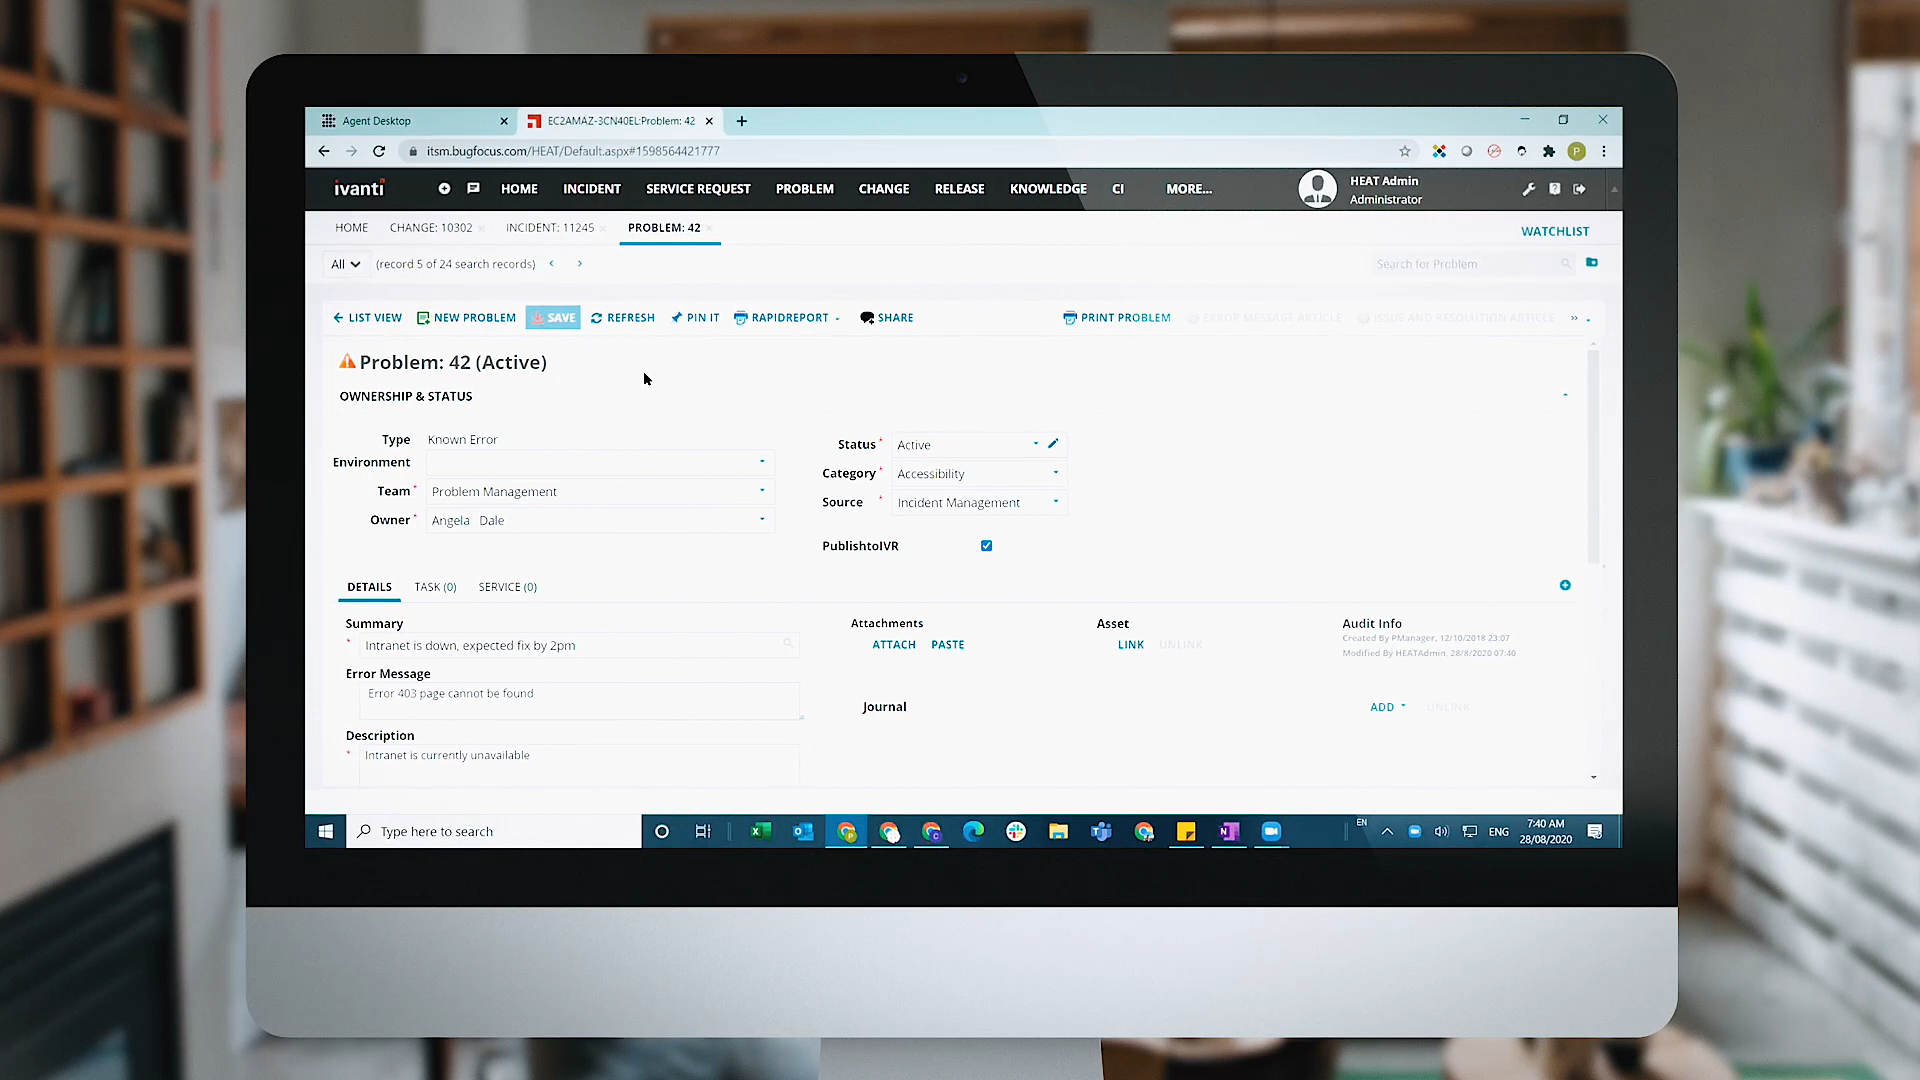 Agent Desktop
EC2AMAZ-3CN40EL:Problem: 42
itsm.bugfocus.com/HEAT/Default.aspx#1598564421777
P
ivanti
HOME INCIDENT SERVICE REQUEST PROBLEM CHANGE RELEASE KNOWLEDGE CI MORE...
HEAT Admin
Administrator
HOME CHANGE: 10302 INCIDENT: 11245 PROBLEM: 42
WATCHLIST
All (record 5 of 24 search records)
Search for Problem
LIST VIEW NEW PROBLEM SAVE REFRESH PIN IT RAPIDREPORT SHARE PRINT PROBLEM ERROR MESSAGE ARTICLE ISSUE AND RESOLUTION ARTICLE
Problem: 42 (Active)
OWNERSHIP & STATUS
Type Known Error
Environment
Team * Problem Management
Owner * Angela Dale
Status * Active
Category * Accessibility
Source * Incident Management
PublishtoIVR
DETAILS TASK (0) SERVICE (0)
Summary
* Intranet is down, expected fix by 2pm
Error Message
Error 403 page cannot be found
Description
* Intranet is currently unavailable
Attachments
ATTACH PASTE
Asset
LINK UNLINK
Audit Info
Created By PManager, 12/10/2018 23:07
Modified By HEATAdmin, 28/8/2020 07:40
Journal
ADD UNLINK
Type here to search
EN
ENG
7:40 AM
28/08/2020